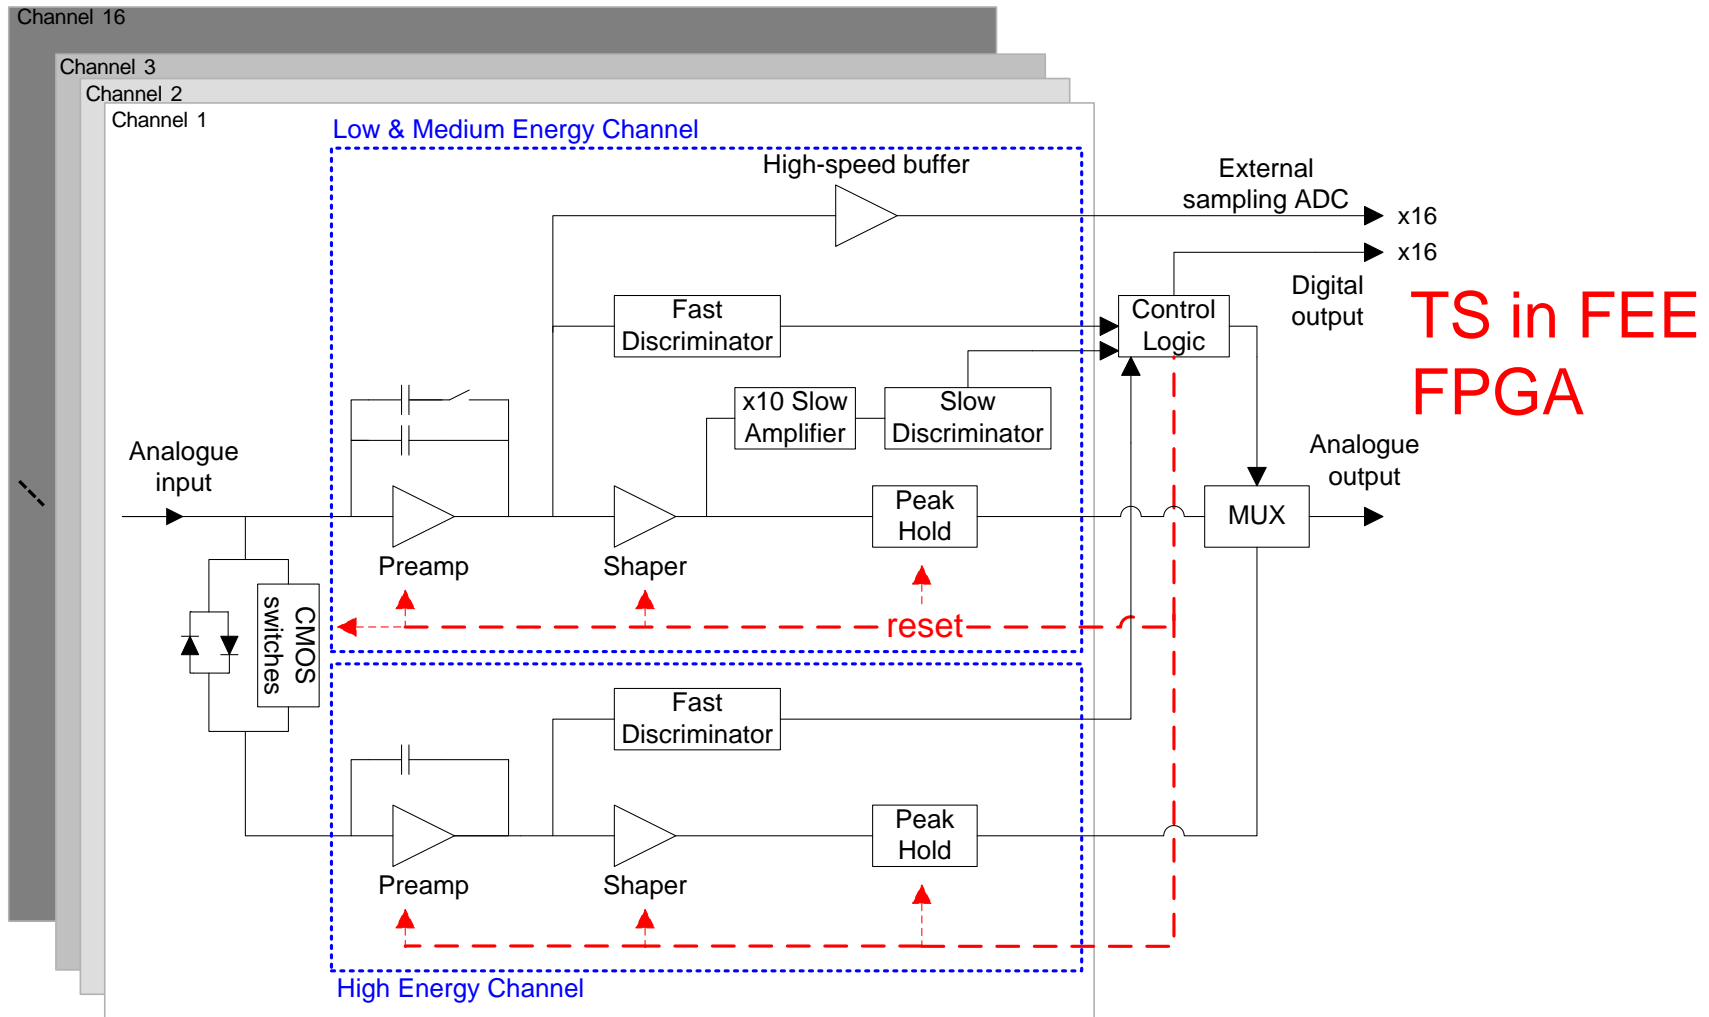 Channel 16
Channel 3
Channel 2
Channel 1
Low & Medium Energy Channel
High-speed buffer
External
sampling ADC
x16
x16
Digital
output
TS in FEE
FPGA
Fast
Discriminator
Control
Logic
x10 Slow
Amplifier
Slow
Discriminator
Analogue
input
Analogue
output
Peak
Hold
MUX
Preamp
Shaper
CMOS
switches
reset
Fast
Discriminator
Peak
Hold
Preamp
Shaper
High Energy Channel